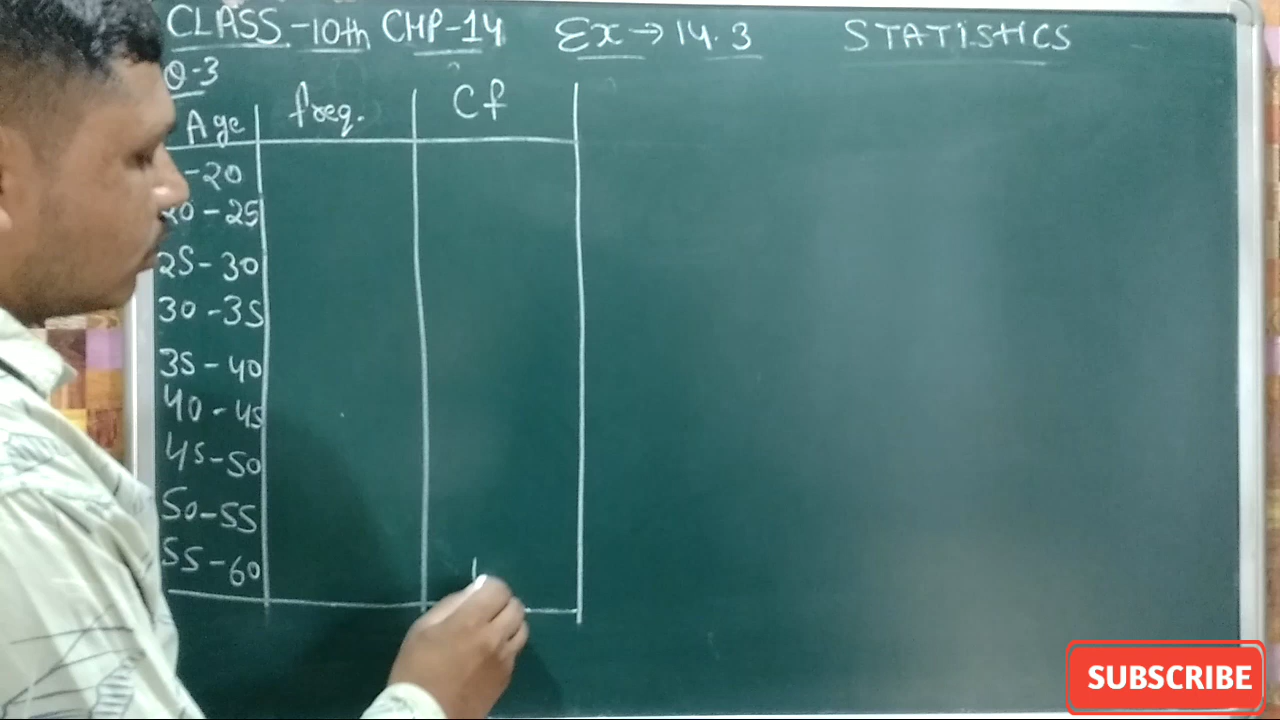 CLASS-10th CHP-14 Ex→14.3 STATISTICS
Q-3
Age freq. Cf
-20
20-25
25-30
30-35
35-40
40-45
45-50
50-55
55-60
SUBSCRIBE